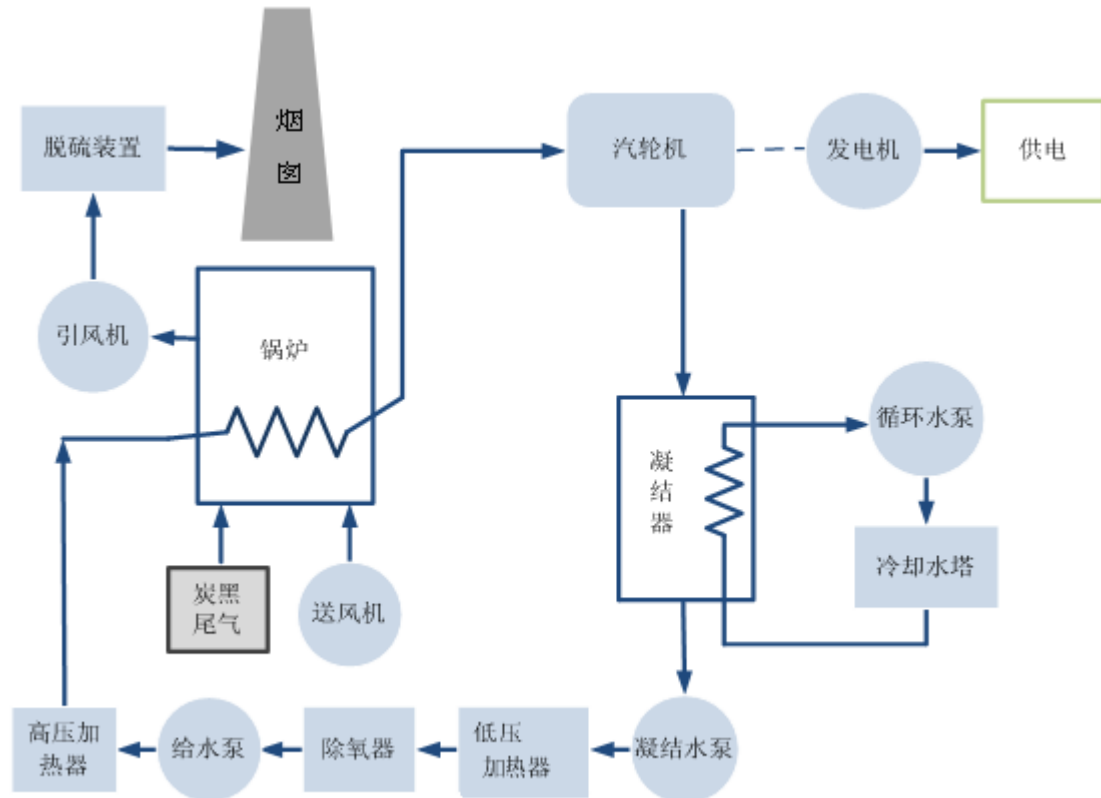 烟
囱
脱硫装置
汽轮机
发电机
供电
引风机
锅炉
循环水泵
凝
结
器
冷却水塔
炭黑
尾气
送风机
高压加
热器
给水泵
除氧器
低压
加热器
凝结水泵